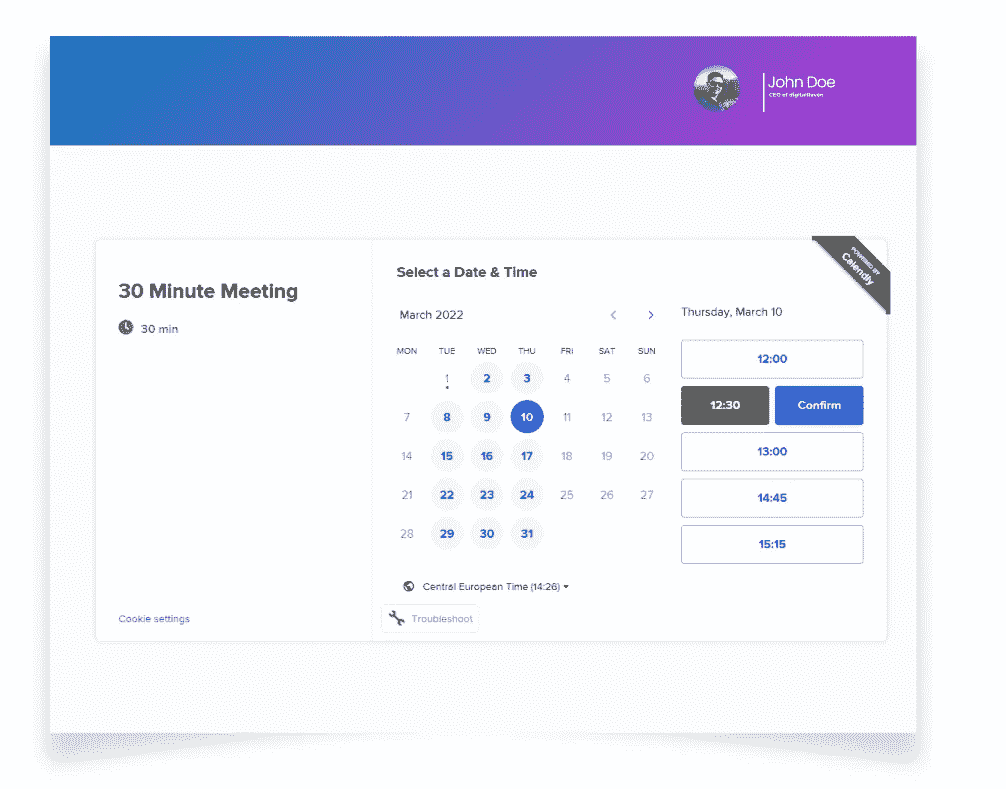 John Doe
CEO of digitalRaven
POWERED BY
Calendly
30 Minute Meeting
30 min
Cookie settings
Select a Date & Time
March 2022
MON TUE WED THU FRI SAT SUN
1 2 3 4 5 6
7 8 9 10 11 12 13
14 15 16 17 18 19 20
21 22 23 24 25 26 27
28 29 30 31
Central European Time (14:26)
Troubleshoot
Thursday, March 10
12:00
12:30 Confirm
13:00
14:45
15:15